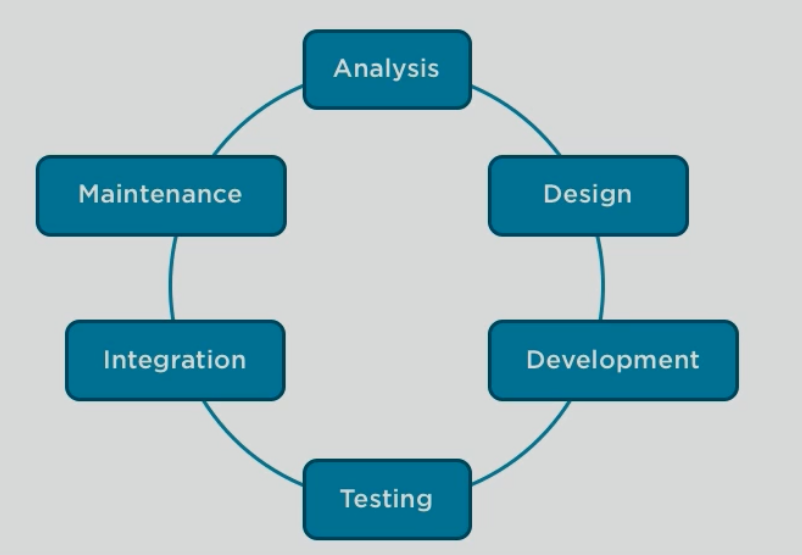 Analysis
Maintenance
Design
Integration
Development
Testing